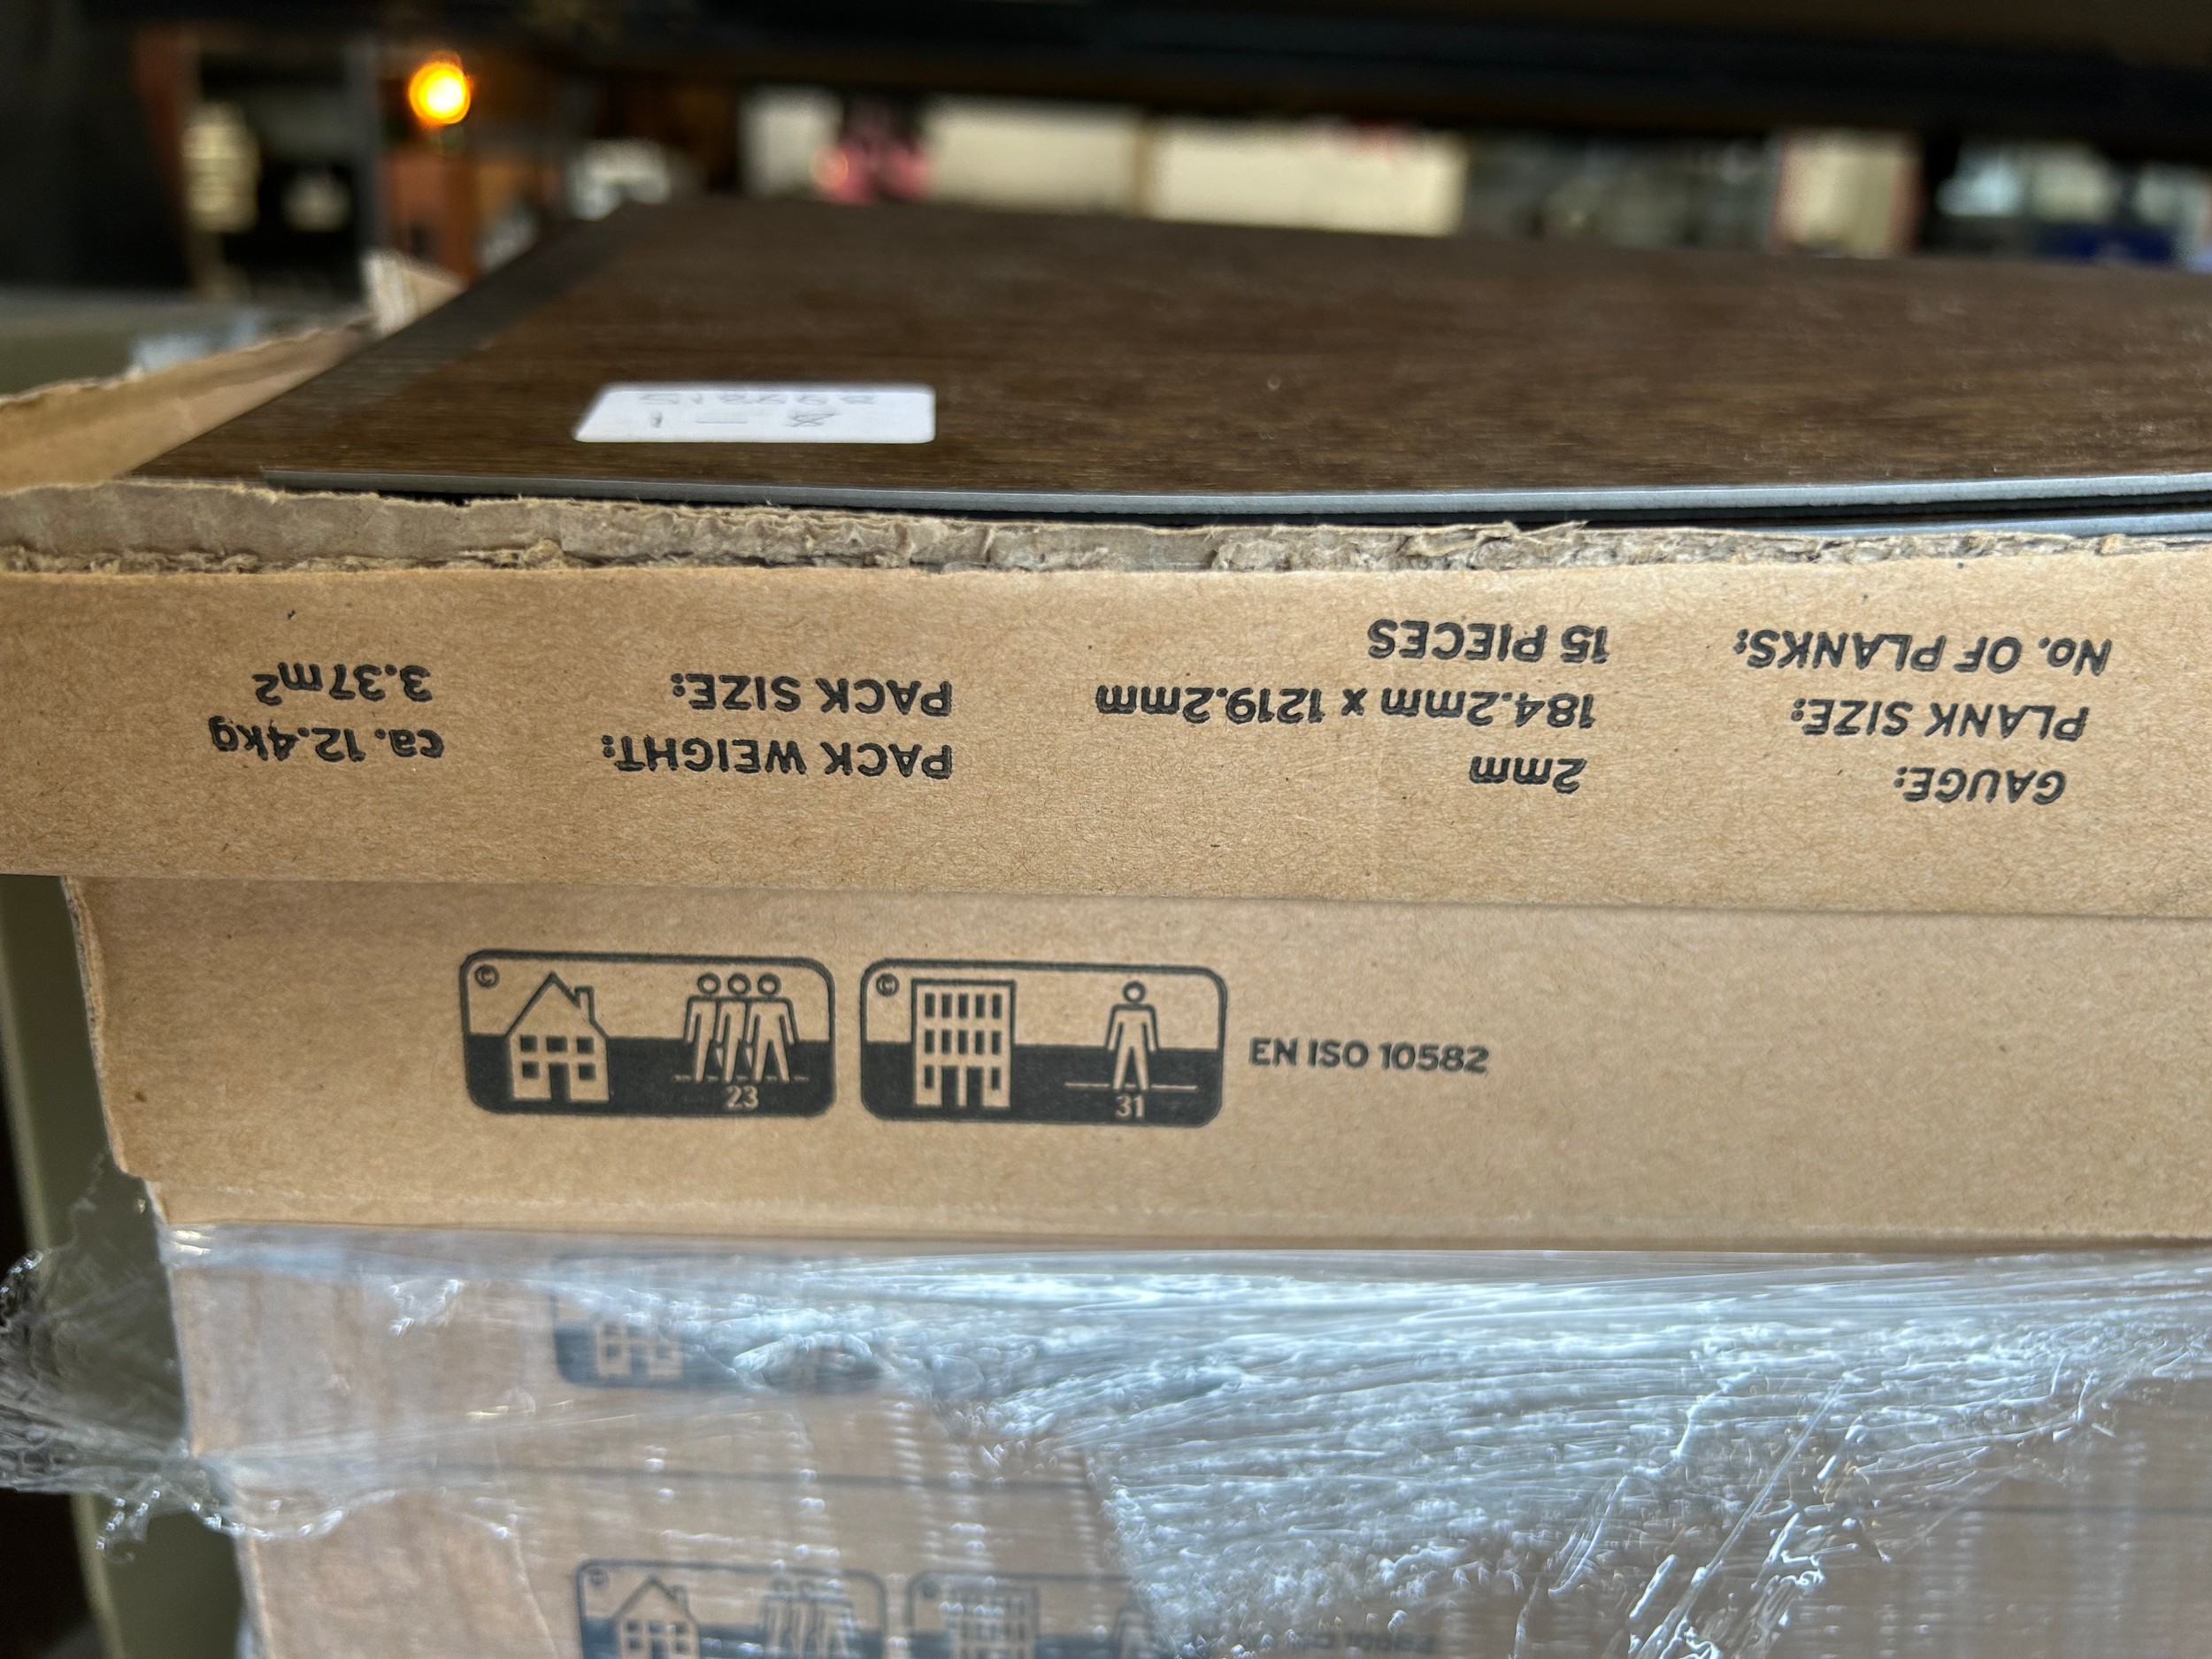 GAUGE: 2mm PACK WEIGHT: ca. 12.4kg
PLANK SIZE: 184.2mm x 1219.2mm PACK SIZE: 3.37m²
No. OF PLANKS: 15 PIECES
© 23
© 31
EN ISO 10582